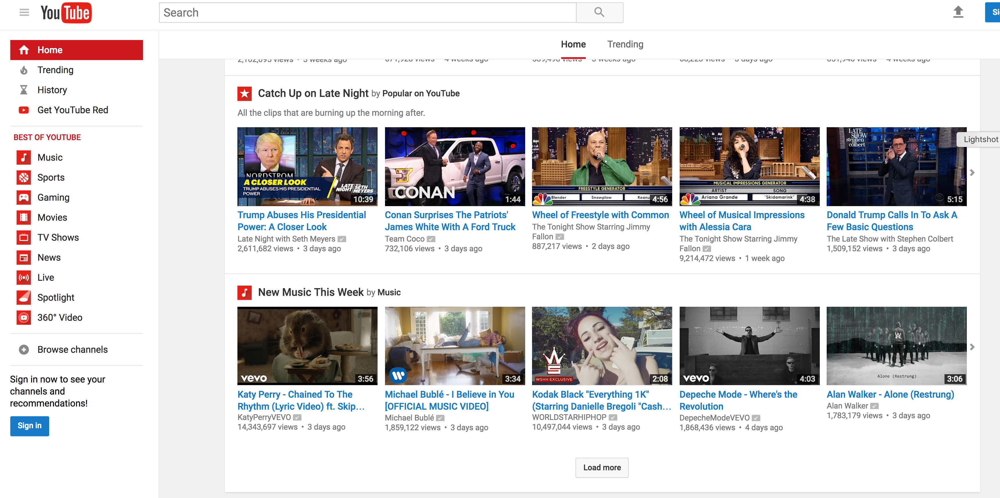 YouTube
Search
Si
Home
Trending
Home
Trending
History
Get YouTube Red
BEST OF YOUTUBE
Music
Sports
Gaming
Movies
TV Shows
News
Live
Spotlight
360° Video
Browse channels
Sign in now to see your
channels and
recommendations!
Sign in
2,102,095 views • 3 weeks ago
671,928 views • 4 weeks ago
559,498 views • 3 weeks ago
68,223 views • 3 days ago
651,946 views • 4 weeks ago
Catch Up on Late Night by Popular on YouTube
All the clips that are burning up the morning after.
NORDSTROM
A CLOSER LOOK
TRUMP ABUSES HIS PRESIDENTIAL
POWER
LATE NIGHT SETH MEYERS
10:39
Trump Abuses His Presidential
Power: A Closer Look
Late Night with Seth Meyers
2,611,682 views • 3 days ago
CONAN
1:44
Conan Surprises The Patriots'
James White With A Ford Truck
Team Coco
732,106 views • 3 days ago
FREESTYLE GENERATOR
Blender Snowplow Keanu
4:56
Wheel of Freestyle with Common
The Tonight Show Starring Jimmy
Fallon
887,217 views • 2 days ago
MUSICAL IMPRESSIONS GENERATOR
ARTIST SONG
Ariana Grande "Skidamarink"
4:38
Wheel of Musical Impressions
with Alessia Cara
The Tonight Show Starring Jimmy
Fallon
9,214,472 views • 1 week ago
LATE
SHOW
stephen
colbert
5:15
Donald Trump Calls In To Ask A
Few Basic Questions
The Late Show with Stephen Colbert
1,509,152 views • 3 days ago
Lightshot
New Music This Week by Music
vevo
3:56
Katy Perry - Chained To The
Rhythm (Lyric Video) ft. Skip…
KatyPerryVEVO
14,343,697 views • 3 days ago
3:34
Michael Bublé - I Believe in You
[OFFICIAL MUSIC VIDEO]
Michael Bublé
1,859,122 views • 3 days ago
WSHH EXCLUSIVE
2:08
Kodak Black "Everything 1K"
(Starring Danielle Bregoli "Cash…
WORLDSTARHIPHOP
10,497,044 views • 3 days ago
vevo
4:03
Depeche Mode - Where's the
Revolution
DepecheModeVEVO
1,868,436 views • 4 days ago
Alone (Restrung)
3:06
Alan Walker - Alone (Restrung)
Alan Walker
1,783,179 views • 3 days ago
Load more